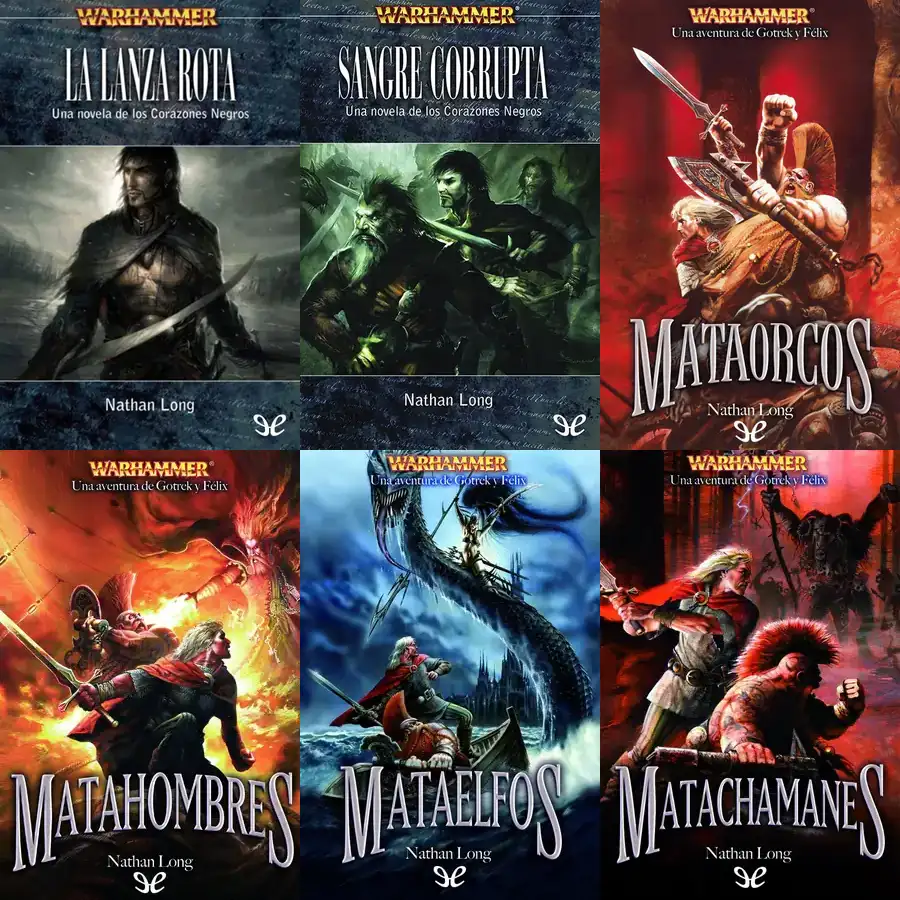 WARHAMMER
LA LANZA ROTA
Una novela de los Corazones Negros
Nathan Long
WARHAMMER®
SANGRE CORRUPTA
Una novela de los Corazones Negros
Nathan Long
WARHAMMER®
Una aventura de Gotrek y Félix
MATAORCOS
Nathan Long
WARHAMMER®
Una aventura de Gotrek y Félix
MATAHOMBRES
Nathan Long
WARHAMMER
Una aventura de Gotrek y Félix
MATAELFOS
Nathan Long
WARHAMMER®
Una aventura de Gotrek y Félix
MATACHAMANES
Nathan Long